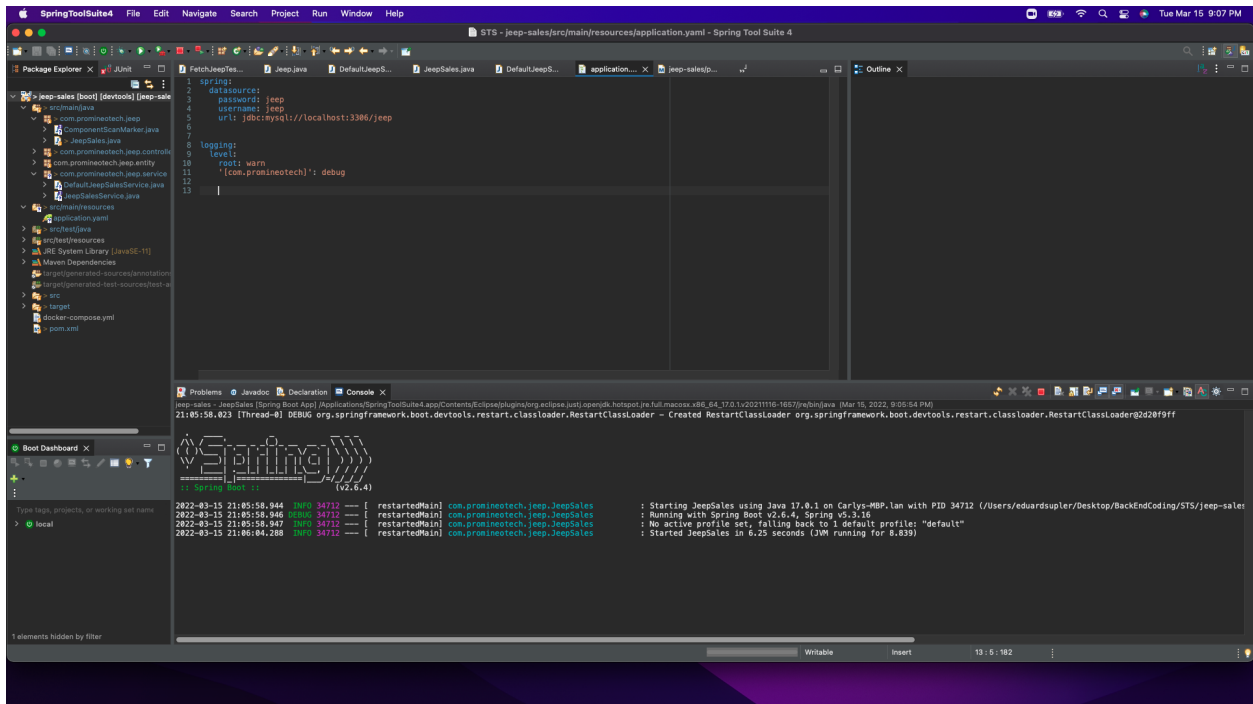 SpringToolSuite4 File Edit Navigate Search Project Run Window Help
Tue Mar 15 9:07 PM
STS - jeep-sales/src/main/resources/application.yaml - Spring Tool Suite 4
Package Explorer
JUnit
FetchJeepTes...
Jeep.java
DefaultJeepS...
JeepSales.java
DefaultJeepS...
application....
jeep-sales/p...
Outline
> jeep-sales [boot] [devtools] [jeep-sale
> src/main/java
> com.promineotech.jeep
ComponentScanMarker.java
> JeepSales.java
> com.promineotech.jeep.controlle
com.promineotech.jeep.entity
> com.promineotech.jeep.service
DefaultJeepSalesService.java
JeepSalesService.java
> src/main/resources
application.yaml
> src/test/java
src/test/resources
JRE System Library [JavaSE-11]
Maven Dependencies
target/generated-sources/annotations
target/generated-test-sources/test-a
> src
> target
docker-compose.yml
> pom.xml
1 spring:
2 datasource:
3 password: jeep
4 username: jeep
5 url: jdbc:mysql://localhost:3306/jeep
6
7
8 logging:
9 level:
10 root: warn
11 '[com.promineotech]': debug
12
13
Problems
Javadoc
Declaration
Console
jeep-sales - JeepSales [Spring Boot App] /Applications/SpringToolSuite4.app/Contents/Eclipse/plugins/org.eclipse.justj.openjdk.hotspot.jre.full.macosx.x86_64_17.0.1.v20211116-1657/jre/bin/java (Mar 15, 2022, 9:05:54 PM)
21:05:58.023 [Thread-0] DEBUG org.springframework.boot.devtools.restart.classloader.RestartClassLoader - Created RestartClassLoader org.springframework.boot.devtools.restart.classloader.RestartClassLoader@2d20f9ff
Spring
:: Spring Boot :: (v2.6.4)
2022-03-15 21:05:58.944 INFO 34712 --- [ restartedMain] com.promineotech.jeep.JeepSales : Starting JeepSales using Java 17.0.1 on Carlys-MBP.lan with PID 34712 (/Users/eduardsupler/Desktop/BackEndCoding/STS/jeep-sales
2022-03-15 21:05:58.946 DEBUG 34712 --- [ restartedMain] com.promineotech.jeep.JeepSales : Running with Spring Boot v2.6.4, Spring v5.3.16
2022-03-15 21:05:58.947 INFO 34712 --- [ restartedMain] com.promineotech.jeep.JeepSales : No active profile set, falling back to 1 default profile: "default"
2022-03-15 21:06:04.288 INFO 34712 --- [ restartedMain] com.promineotech.jeep.JeepSales : Started JeepSales in 6.25 seconds (JVM running for 8.839)
Boot Dashboard
Type tags, projects, or working set name
local
1 elements hidden by filter
Writable
Insert
13 : 5 : 182